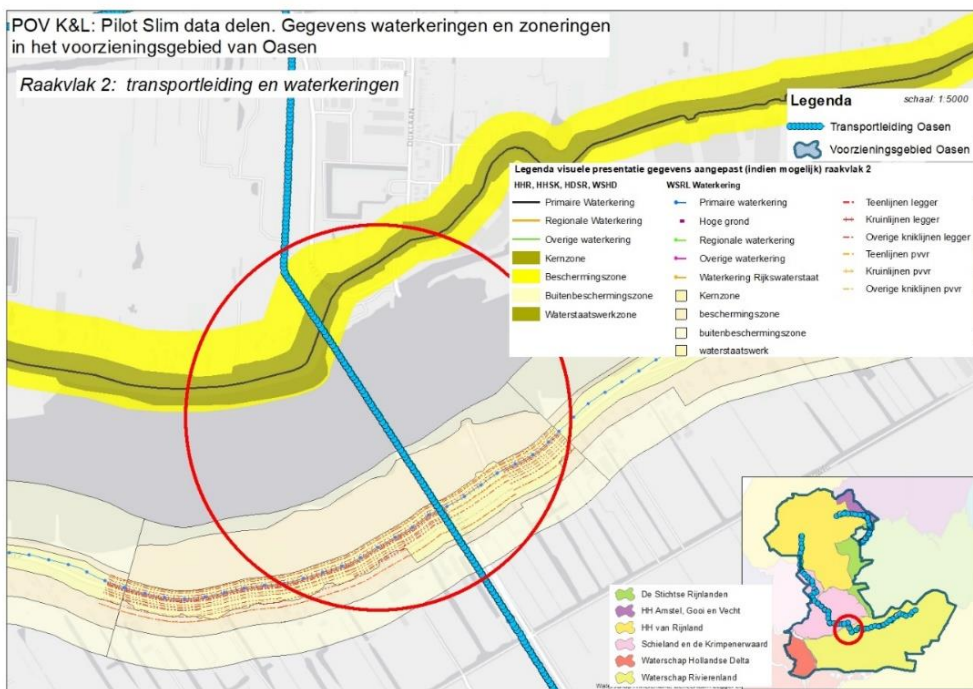 POV K&L: Pilot Slim data delen. Gegevens waterkeringen en zoneringen
in het voorzieningsgebied van Oasen
Raakvlak 2: transportleiding en waterkeringen
Legenda schaal: 1:5000
Transportleiding Oasen
Voorzieningsgebied Oasen
Legenda visuele presentatie gegevens aangepast (indien mogelijk) raakvlak 2
HHR, HHSK, HDSR, WSHD
Primaire Waterkering
Regionale Waterkering
Overige waterkering
Kernzone
Beschermingszone
Buitenbeschermingszone
Waterstaatswerkzone
WSRL Waterkering
Primaire waterkering
Hoge grond
Regionale waterkering
Overige waterkering
Waterkering Rijkswaterstaat
Kernzone
beschermingszone
buitenbeschermingszone
waterstaatswerk
Teenlijnen legger
Kruinlijnen legger
Overige kniklijnen legger
Teenlijnen pvvr
Kruinlijnen pvvr
Overige kniklijnen pvvr
De Stichtse Rijnlanden
HH Amstel, Gooi en Vecht
HH van Rijnland
Schieland en de Krimpenerwaard
Waterschap Hollandse Delta
Waterschap Rivierenland